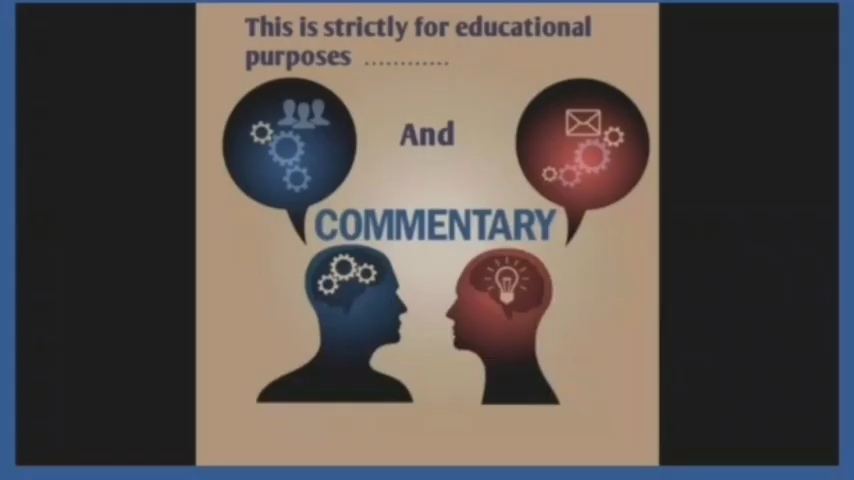 This is strictly for educational
purposes ............
And
COMMENTARY